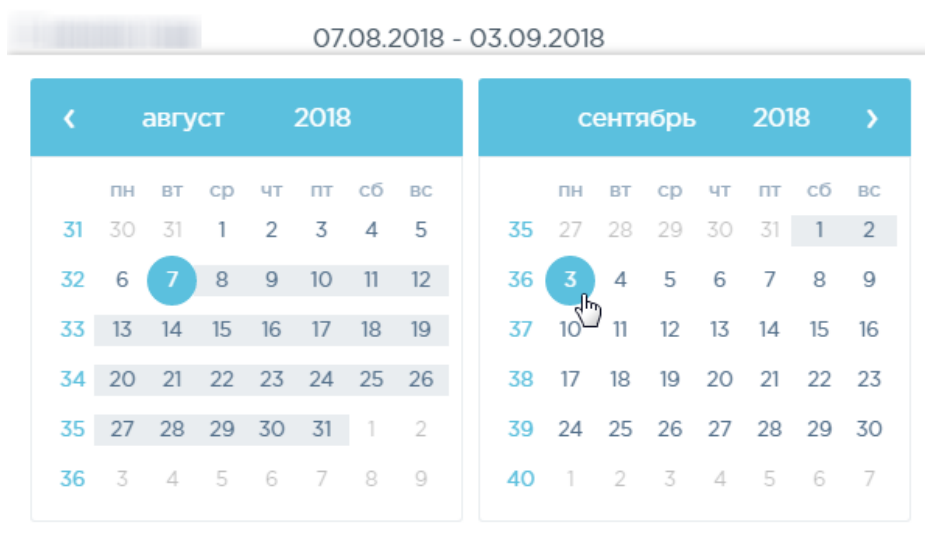 07.08.2018 - 03.09.2018
‹ август 2018
пн вт ср чт пт сб вс
31 30 31 1 2 3 4 5
32 6 7 8 9 10 11 12
33 13 14 15 16 17 18 19
34 20 21 22 23 24 25 26
35 27 28 29 30 31 1 2
36 3 4 5 6 7 8 9
сентябрь 2018 ›
пн вт ср чт пт сб вс
35 27 28 29 30 31 1 2
36 3 4 5 6 7 8 9
37 10 11 12 13 14 15 16
38 17 18 19 20 21 22 23
39 24 25 26 27 28 29 30
40 1 2 3 4 5 6 7